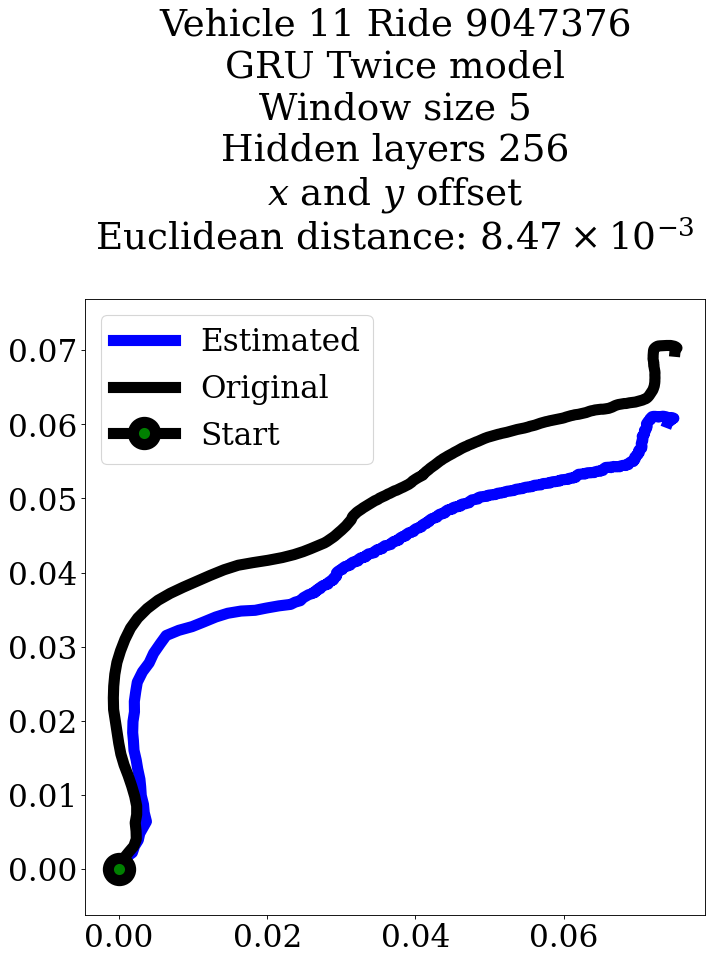 Vehicle 11 Ride 9047376
GRU Twice model
Window size 5
Hidden layers 256
x and y offset
Euclidean distance: 8.47 × 10⁻³
Estimated
Original
Start
0.07
0.06
0.05
0.04
0.03
0.02
0.01
0.00
0.00 0.02 0.04 0.06